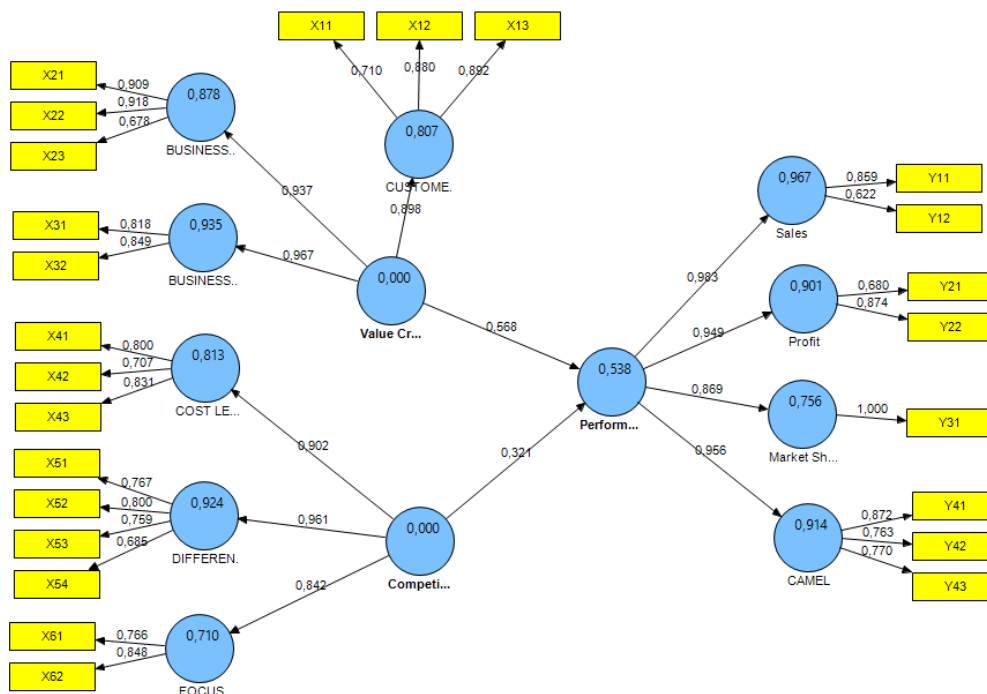 X11
X12
X13
0,710
0,880
0,892
0,807
CUSTOME.
0,898
X21
X22
X23
0,909
0,918
0,678
0,878
BUSINESS..
0,937
X31
X32
0,818
0,849
0,935
BUSINESS..
0,967
0,000
Value Cr...
0,568
X41
X42
X43
0,800
0,707
0,831
0,813
COST LE...
0,902
X51
X52
X53
X54
0,767
0,800
0,759
0,685
0,924
DIFFEREN.
0,961
0,000
Competi...
0,321
0,842
X61
X62
0,766
0,848
0,710
FOCUS
0,538
Perform...
0,983
0,949
0,869
0,956
0,967
Sales
0,859
0,622
Y11
Y12
0,901
Profit
0,680
0,874
Y21
Y22
0,756
Market Sh...
1,000
Y31
0,914
CAMEL
0,872
0,763
0,770
Y41
Y42
Y43